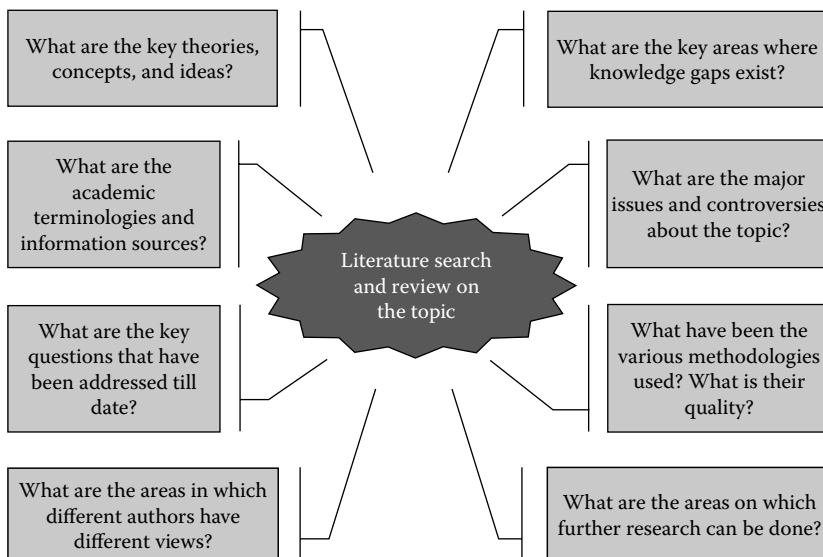 What are the key theories,
concepts, and ideas?
What are the key areas where
knowledge gaps exist?
What are the
academic
terminologies and
information sources?
What are the major
issues and controversies
about the topic?
Literature search
and review on
the topic
What are the key
questions that have
been addressed till
date?
What have been the
various methodologies
used? What is their
quality?
What are the areas in which
different authors have
different views?
What are the areas on which
further research can be done?